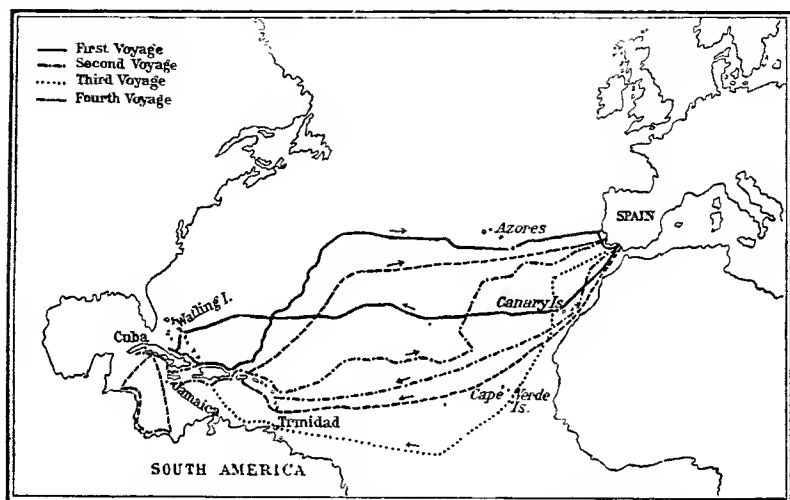 First Voyage
Second Voyage
Third Voyage
Fourth Voyage
Azores
SPAIN
Canary Is.
Watling I.
Cuba
Jamaica
Cape Verde
Is.
Trinidad
SOUTH AMERICA